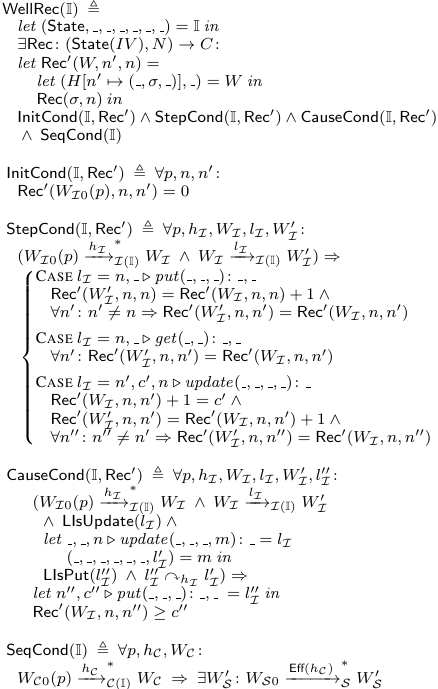 WellRec(𝕀) ≜
let (State, _, _, _, _, _, _) = 𝕀 in
∃Rec: (State(IV), N) → C:
let Rec′(W, n′, n) =
let (H[n′ ↦ (_, σ, _)], _) = W in
Rec(σ, n) in
InitCond(𝕀, Rec′) ∧ StepCond(𝕀, Rec′) ∧ CauseCond(𝕀, Rec′)
∧ SeqCond(𝕀)
InitCond(𝕀, Rec′) ≜ ∀p, n, n′:
Rec′(W_{ℐ0}(p), n, n′) = 0
StepCond(𝕀, Rec′) ≜ ∀p, h_ℐ, W_ℐ, l_ℐ, W′_ℐ:
(W_{ℐ0}(p) —h_ℐ→*_{ℐ(𝕀)} W_ℐ ∧ W_ℐ —l_ℐ→_{ℐ(𝕀)} W′_ℐ) ⇒
CASE l_ℐ = n, _ ▹ put(_, _, _): _, _
Rec′(W′_ℐ, n, n) = Rec′(W_ℐ, n, n) + 1 ∧
∀n′: n′ ≠ n ⇒ Rec′(W′_ℐ, n, n′) = Rec′(W_ℐ, n, n′)
CASE l_ℐ = n, _ ▹ get(_, _): _, _
∀n′: Rec′(W′_ℐ, n, n′) = Rec′(W_ℐ, n, n′)
CASE l_ℐ = n′, c′, n ▹ update(_, _, _, _): _
Rec′(W_ℐ, n, n′) + 1 = c′ ∧
Rec′(W′_ℐ, n, n′) = Rec′(W_ℐ, n, n′) + 1 ∧
∀n″: n″ ≠ n′ ⇒ Rec′(W′_ℐ, n, n″) = Rec′(W_ℐ, n, n″)
CauseCond(𝕀, Rec′) ≜ ∀p, h_ℐ, W_ℐ, l_ℐ, W′_ℐ, l″_ℐ:
(W_{ℐ0}(p) —h_ℐ→*_{ℐ(𝕀)} W_ℐ ∧ W_ℐ —l_ℐ→_{ℐ(𝕀)} W′_ℐ
∧ LIsUpdate(l_ℐ) ∧
let _, _, n ▹ update(_, _, _, m): _ = l_ℐ
(_, _, _, _, _, _, l′_ℐ) = m in
LIsPut(l″_ℐ) ∧ l″_ℐ ↷_{h_ℐ} l′_ℐ) ⇒
let n″, c″ ▹ put(_, _, _): _, _ = l″_ℐ in
Rec′(W_ℐ, n, n″) ≥ c″
SeqCond(𝕀) ≜ ∀p, h_𝒞, W_𝒞:
W_{𝒞0}(p) —h_𝒞→*_{𝒞(𝕀)} W_𝒞 ⇒ ∃W′_𝒮: W_{𝒮0} —Eff(h_𝒞)→*_𝒮 W′_𝒮